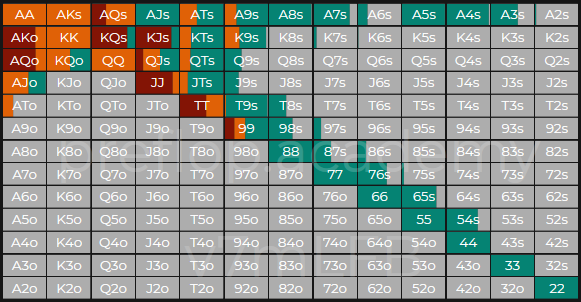 AA AKs AQs AJs ATs A9s A8s A7s A6s A5s A4s A3s A2s
AKo KK KQs KJs KTs K9s K8s K7s K6s K5s K4s K3s K2s
AQo KQo QQ QJs QTs Q9s Q8s Q7s Q6s Q5s Q4s Q3s Q2s
AJo KJo QJo JJ JTs J9s J8s J7s J6s J5s J4s J3s J2s
ATo KTo QTo JTo TT T9s T8s T7s T6s T5s T4s T3s T2s
A9o K9o Q9o J9o T9o 99 98s 97s 96s 95s 94s 93s 92s
A8o K8o Q8o J8o T8o 98o 88 87s 86s 85s 84s 83s 82s
preflop.academy
A7o K7o Q7o J7o T7o 97o 87o 77 76s 75s 74s 73s 72s
A6o K6o Q6o J6o T6o 96o 86o 76o 66 65s 64s 63s 62s
A5o K5o Q5o J5o T5o 95o 85o 75o 65o 55 54s 53s 52s
A4o K4o Q4o J4o T4o 94o 84o 74o 64o 54o 44 43s 42s
A3o K3o Q3o J3o T3o 93o 83o 73o 63o 53o 43o 33 32s
A2o K2o Q2o J2o T2o 92o 82o 72o 62o 52o 42o 32o 22